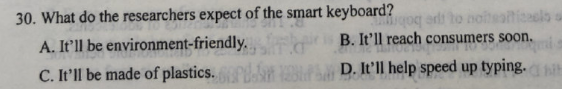 30. What do the researchers expect of the smart keyboard?
A. It'll be environment-friendly. B. It'll reach consumers soon.
C. It'll be made of plastics. D. It'll help speed up typing.